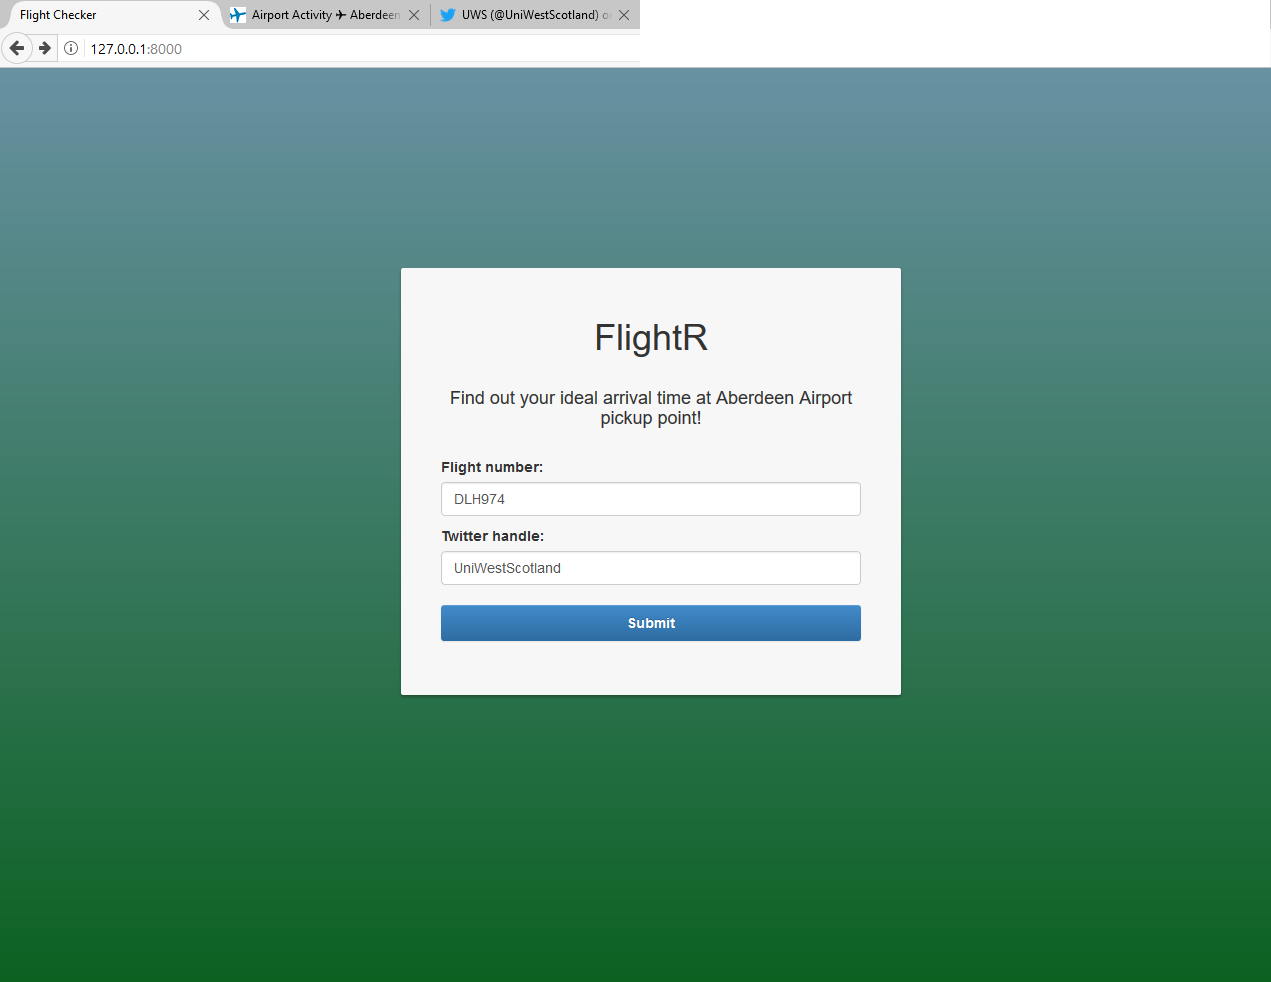 Flight Checker
Airport Activity ✈ Aberdeen
UWS (@UniWestScotland)
127.0.0.1:8000
FlightR
Find out your ideal arrival time at Aberdeen Airport
pickup point!
Flight number:
DLH974
Twitter handle:
UniWestScotland
Submit